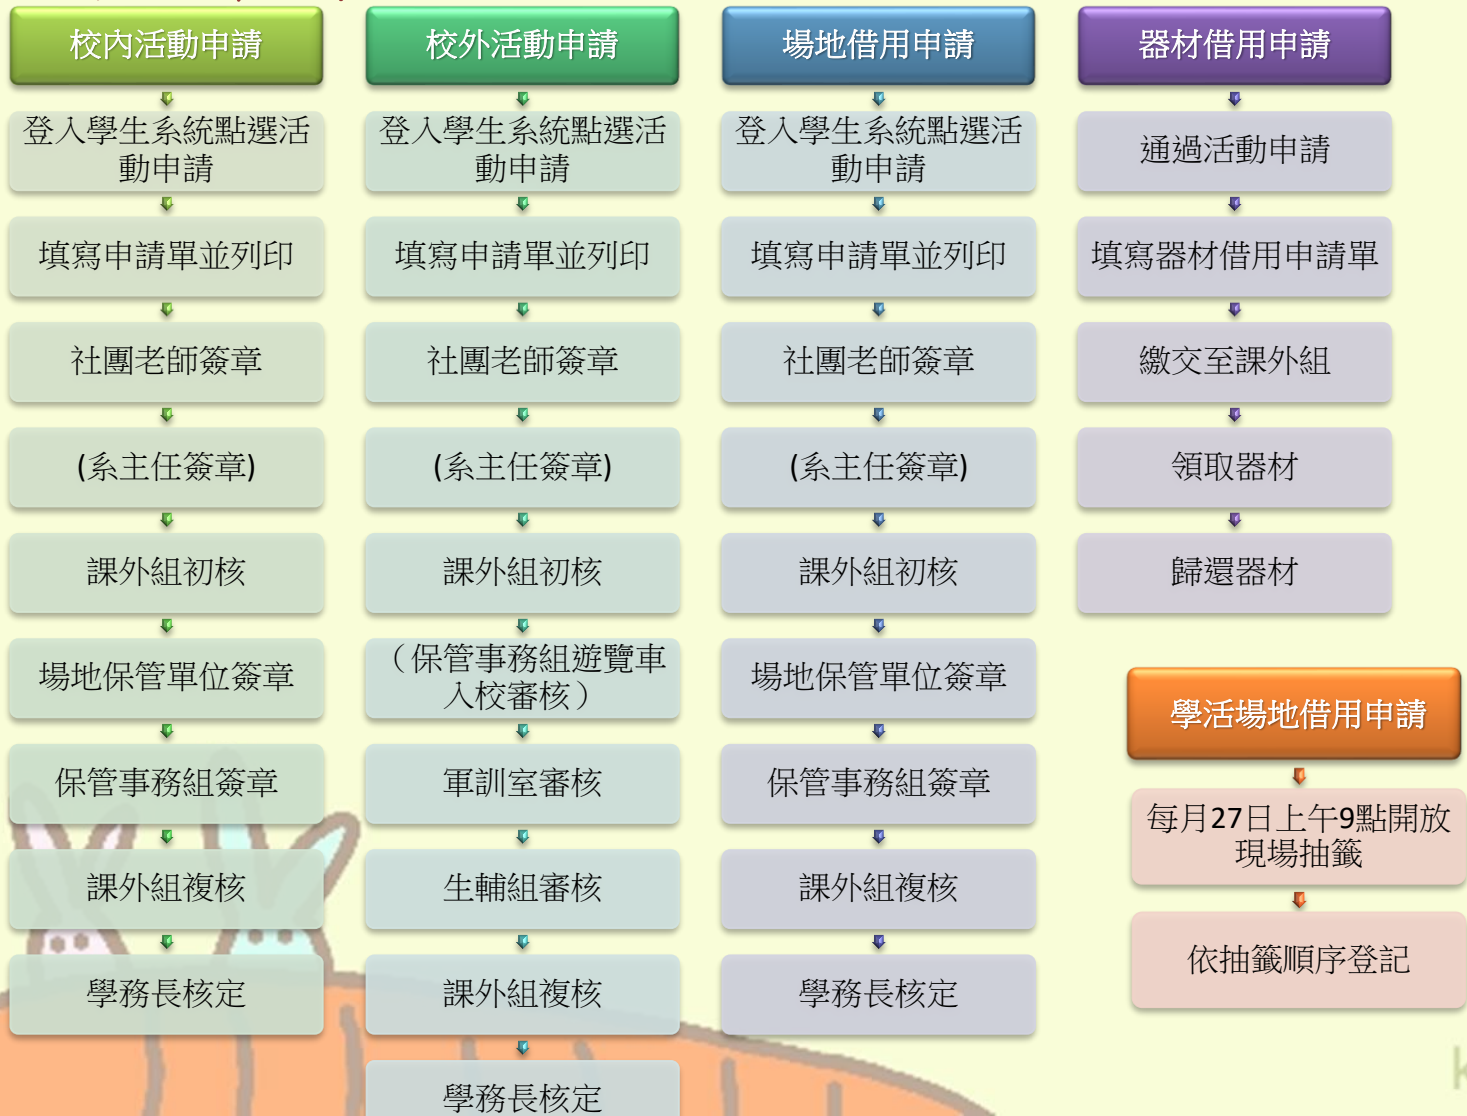 校內活動申請
登入學生系統點選活
動申請
填寫申請單並列印
社團老師簽章
(系主任簽章)
課外組初核
場地保管單位簽章
保管事務組簽章
課外組複核
學務長核定
校外活動申請
登入學生系統點選活
動申請
填寫申請單並列印
社團老師簽章
(系主任簽章)
課外組初核
（保管事務組遊覽車
入校審核）
軍訓室審核
生輔組審核
課外組複核
學務長核定
場地借用申請
登入學生系統點選活
動申請
填寫申請單並列印
社團老師簽章
(系主任簽章)
課外組初核
場地保管單位簽章
保管事務組簽章
課外組複核
學務長核定
器材借用申請
通過活動申請
填寫器材借用申請單
繳交至課外組
領取器材
歸還器材
學活場地借用申請
每月27日上午9點開放
現場抽籤
依抽籤順序登記